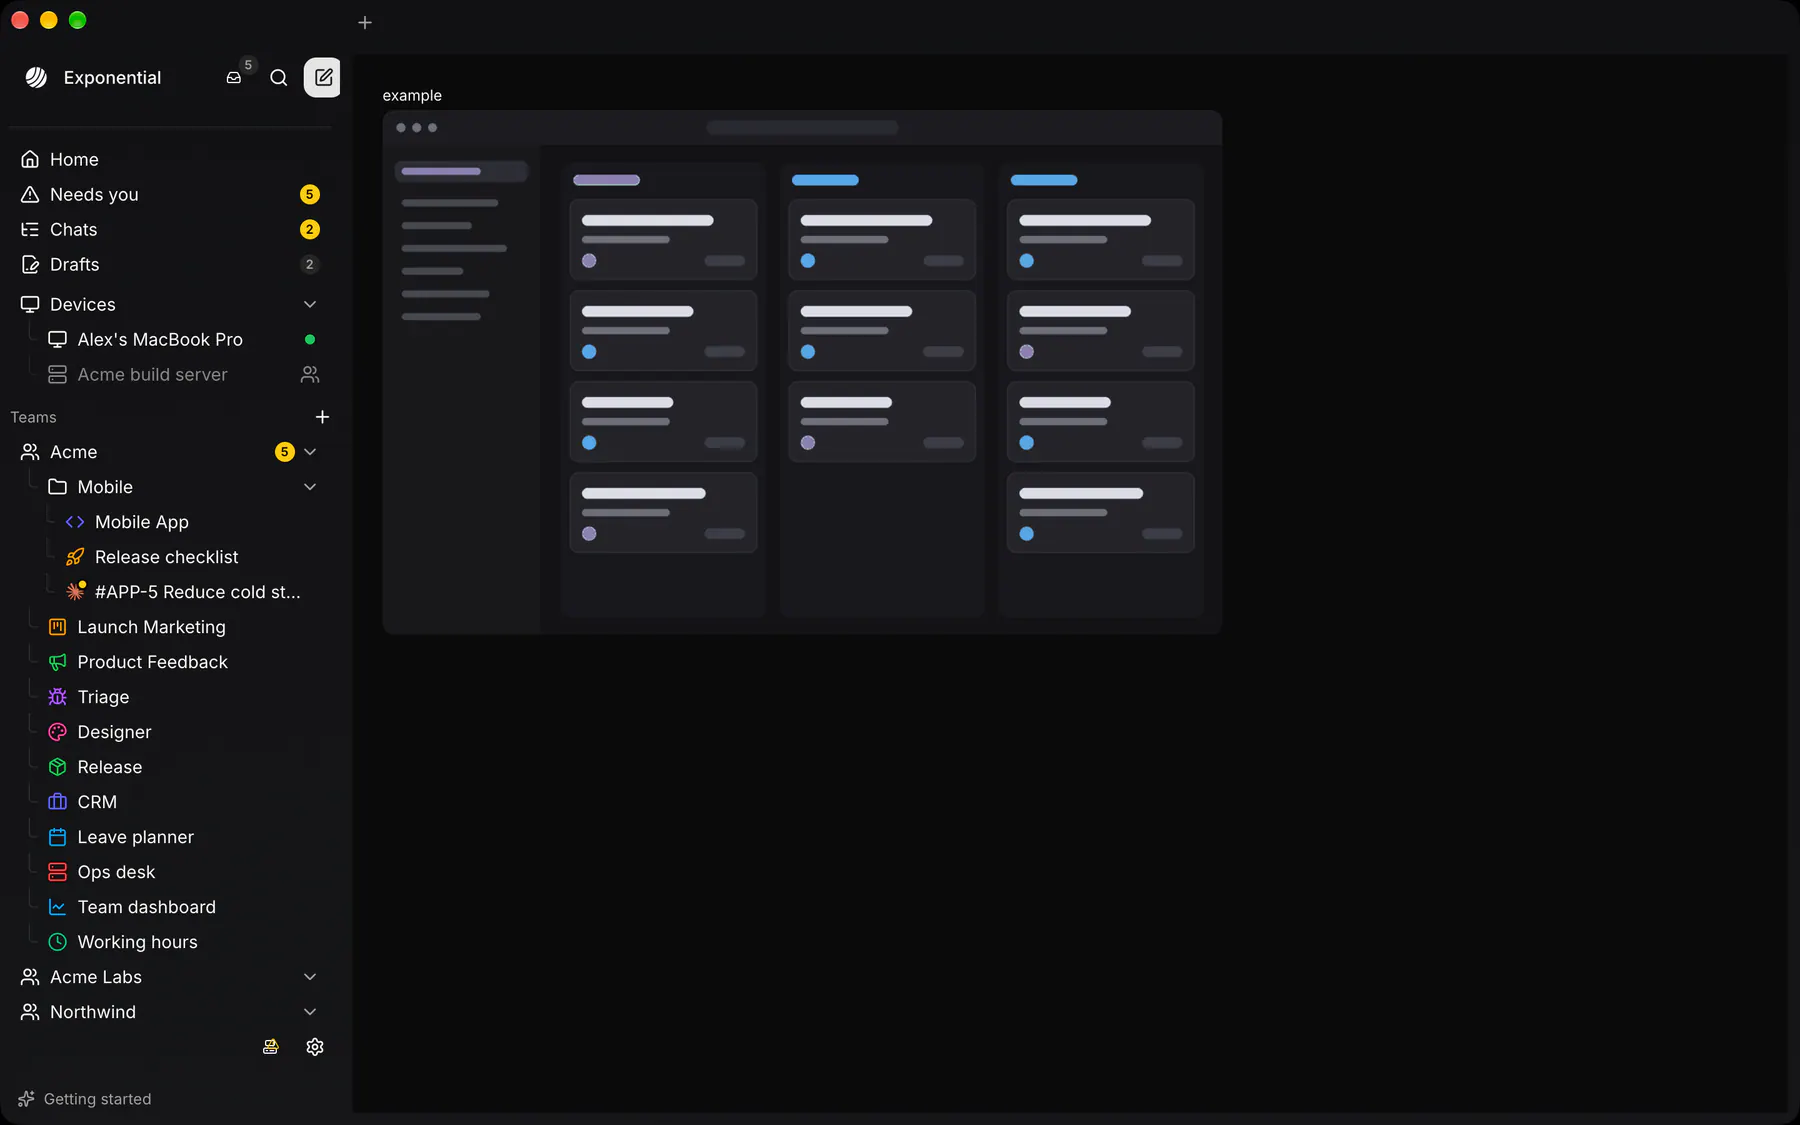 Exponential
5
Home
Needs you
5
Chats
2
Drafts
2
Devices
Alex's MacBook Pro
Acme build server
Teams
Acme
5
Mobile
Mobile App
Release checklist
#APP-5 Reduce cold st...
Launch Marketing
Product Feedback
Triage
Designer
Release
CRM
Leave planner
Ops desk
Team dashboard
Working hours
Acme Labs
Northwind
Getting started
example